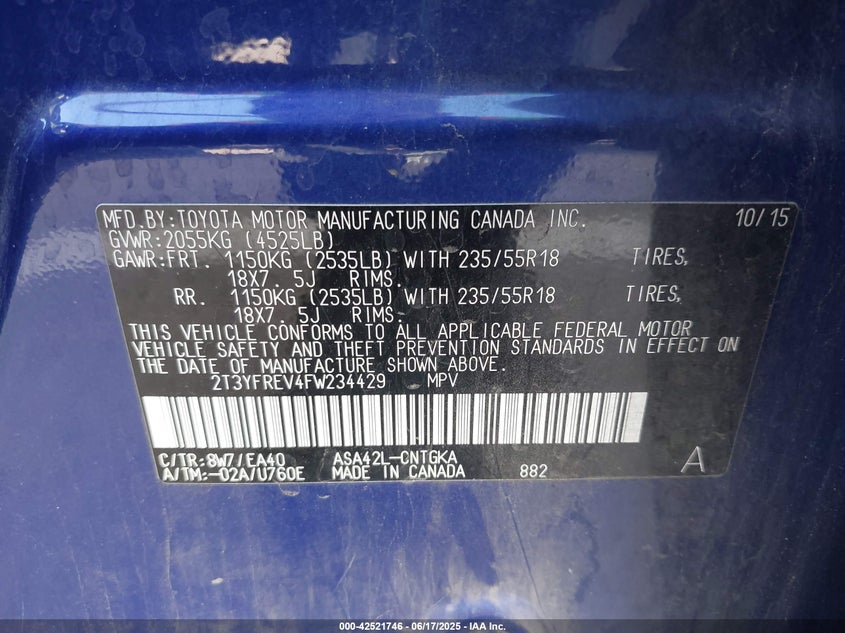 MFD.BY:TOYOTA MOTOR MANUFACTURING CANADA INC. 10/15
GVWR:2055KG (4525LB)
GAWR:FRT. 1150KG (2535LB) WITH 235/55R18 TIRES,
18X7. 5J RIMS.
RR. 1150KG (2535LB) WITH 235/55R18 TIRES,
18X7. 5J RIMS.
THIS VEHICLE CONFORMS TO ALL APPLICABLE FEDERAL MOTOR
VEHICLE SAFETY AND THEFT PREVENTION STANDARDS IN EFFECT ON
THE DATE OF MANUFACTURE SHOWN ABOVE.
2T3YFREV4FW234429 MPV
C/TR:8W7/EA40 ASA42L-CNTGKA
A/TM:-02A/U760E MADE IN CANADA 882 A
000-42521746 - 06/17/2025 - IAA Inc.